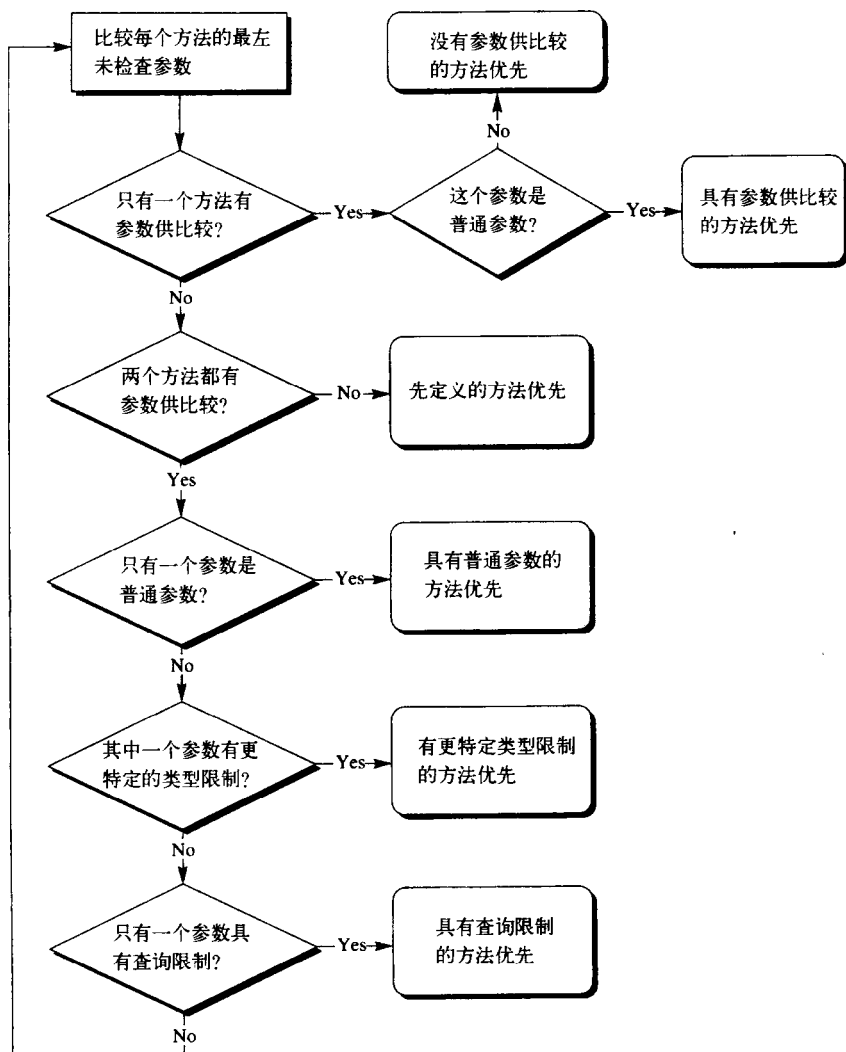 比较每个方法的最左
未检查参数
没有参数供比较
的方法优先
No
只有一个方法有
参数供比较?
Yes
这个参数是
普通参数?
Yes
具有参数供比较
的方法优先
No
两个方法都有
参数供比较?
No
先定义的方法优先
Yes
只有一个参数是
普通参数?
Yes
具有普通参数的
方法优先
No
其中一个参数有更
特定的类型限制?
Yes
有更特定类型限制
的方法优先
No
只有一个参数具
有查询限制?
Yes
具有查询限制
的方法优先
No